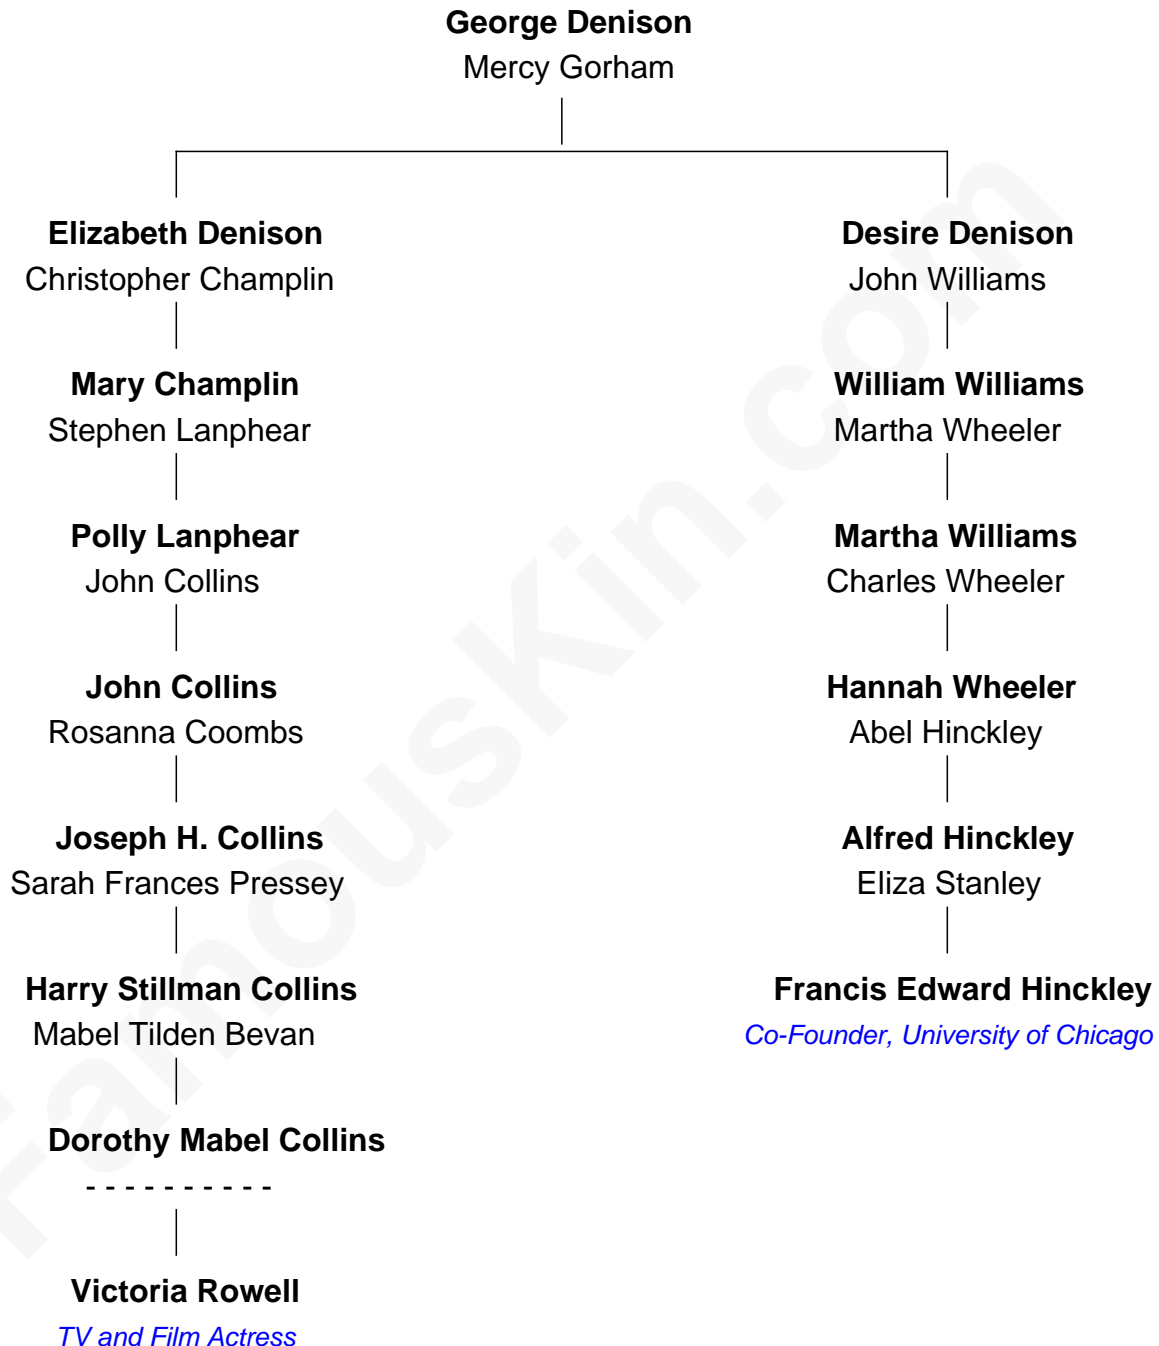 George Denison
Mercy Gorham
Elizabeth Denison
Christopher Champlin
Desire Denison
John Williams
Mary Champlin
Stephen Lanphear
William Williams
Martha Wheeler
Polly Lanphear
John Collins
Martha Williams
Charles Wheeler
John Collins
Rosanna Coombs
Hannah Wheeler
Abel Hinckley
Joseph H. Collins
Sarah Frances Pressey
Alfred Hinckley
Eliza Stanley
Harry Stillman Collins
Mabel Tilden Bevan
Francis Edward Hinckley
Co-Founder, University of Chicago
Dorothy Mabel Collins
- - - - - - - - - -
Victoria Rowell
TV and Film Actress
FamousKin.com